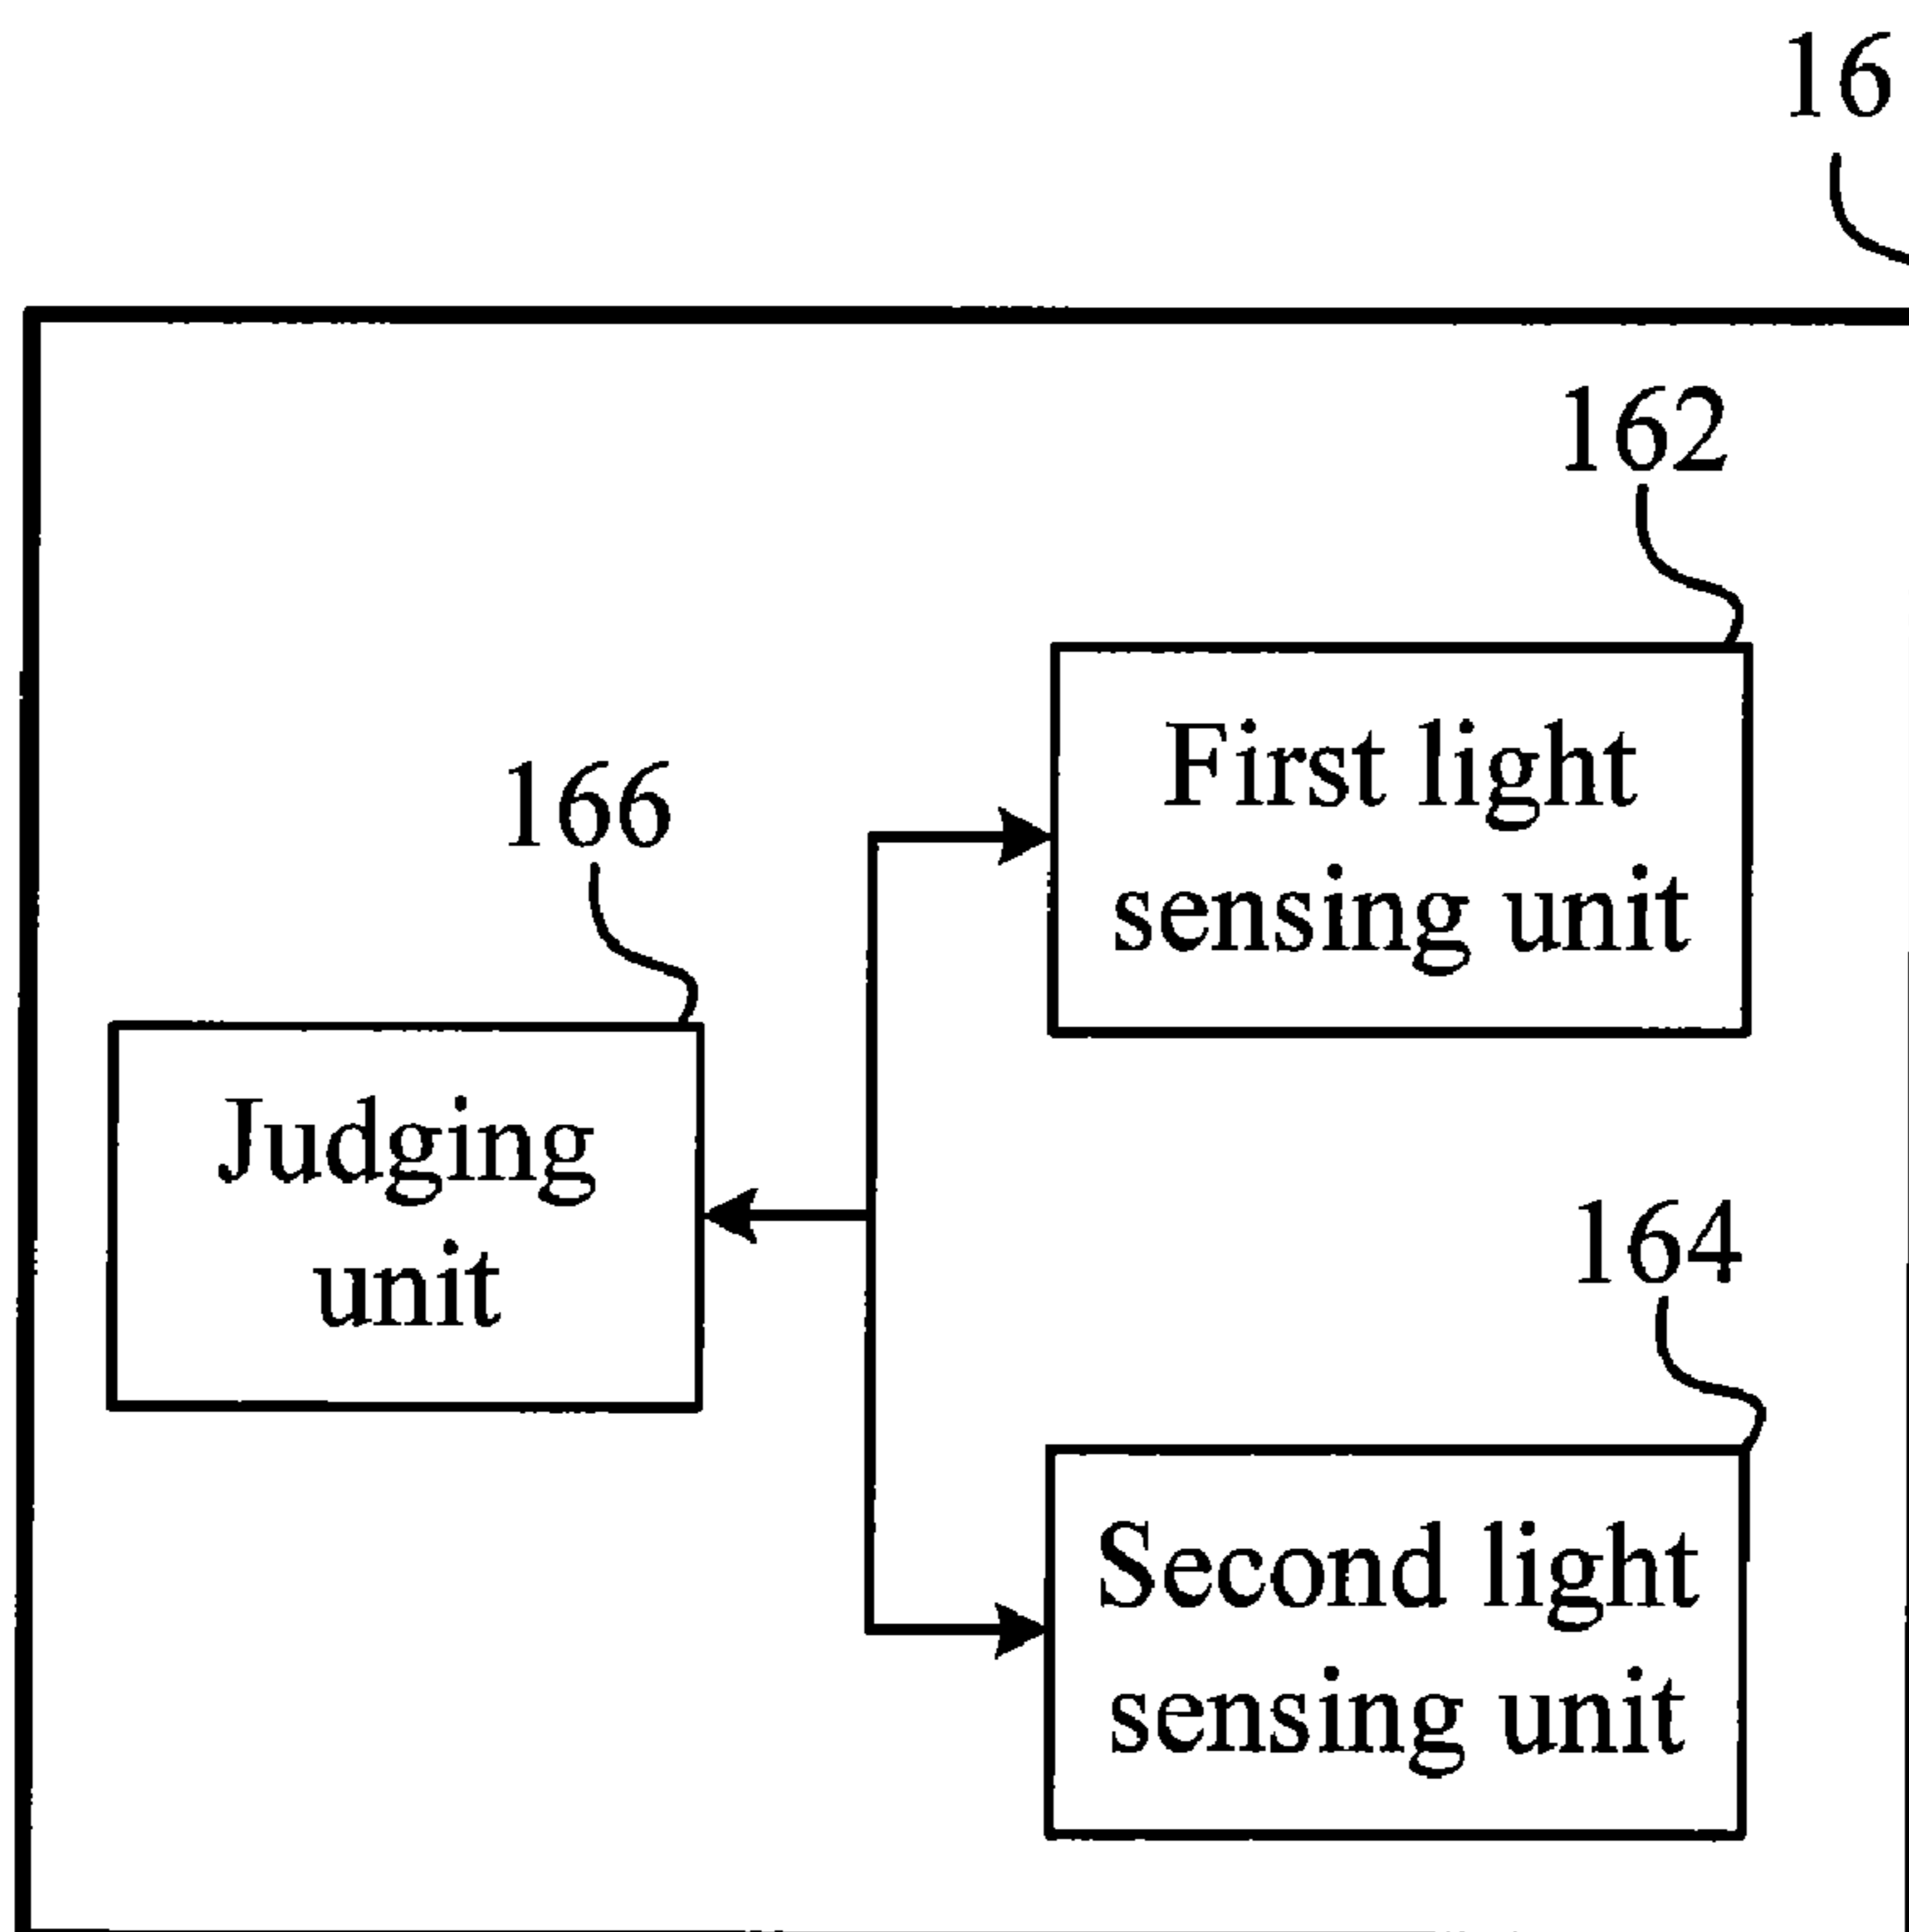 16
162
First light
sensing unit
166
Judging
unit
164
Second light
sensing unit